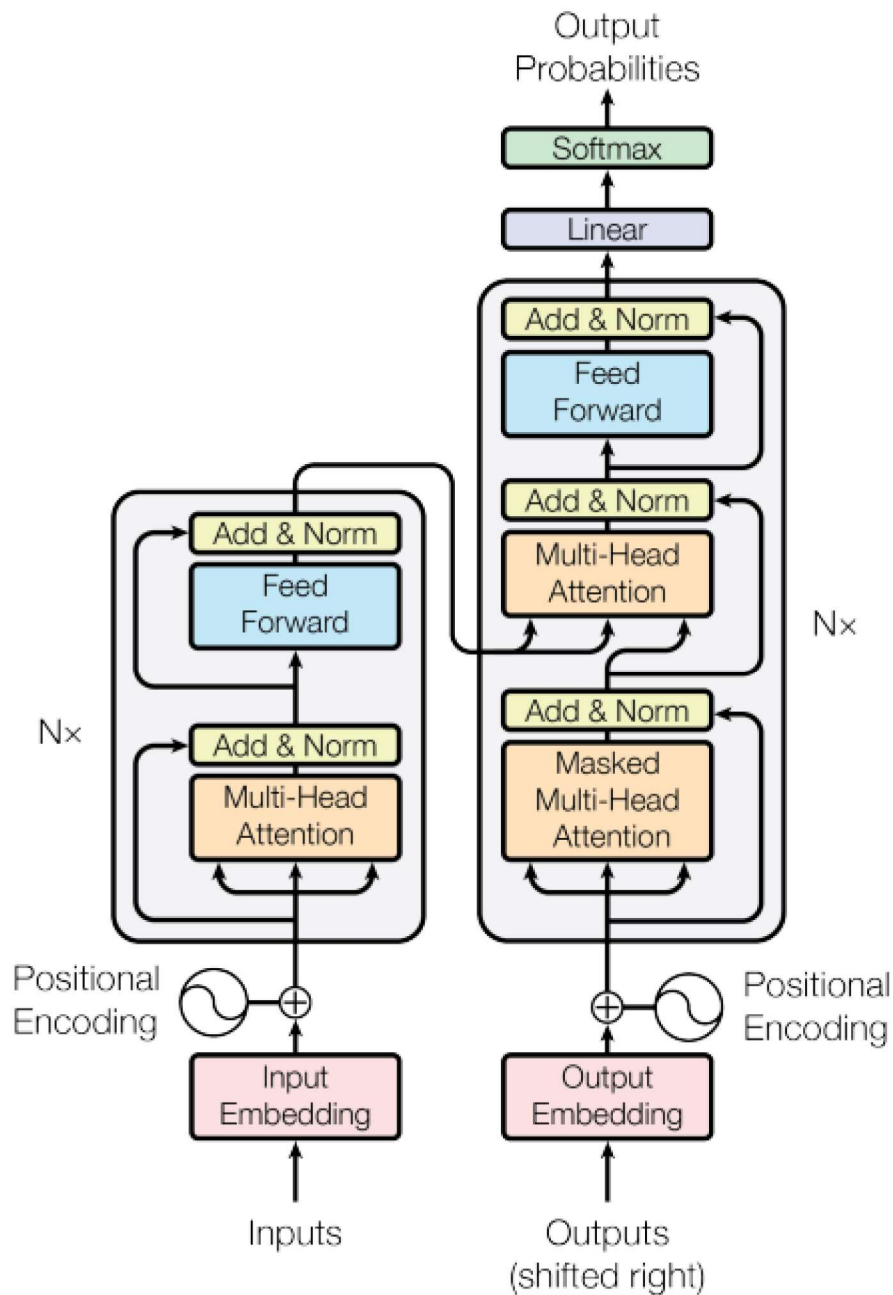 Output
Probabilities
Softmax
Linear
Add & Norm
Feed
Forward
Add & Norm
Multi-Head
Attention
Add & Norm
Masked
Multi-Head
Attention
Nx
Add & Norm
Feed
Forward
Add & Norm
Multi-Head
Attention
Nx
Positional
Encoding
Positional
Encoding
Input
Embedding
Output
Embedding
Inputs
Outputs
(shifted right)